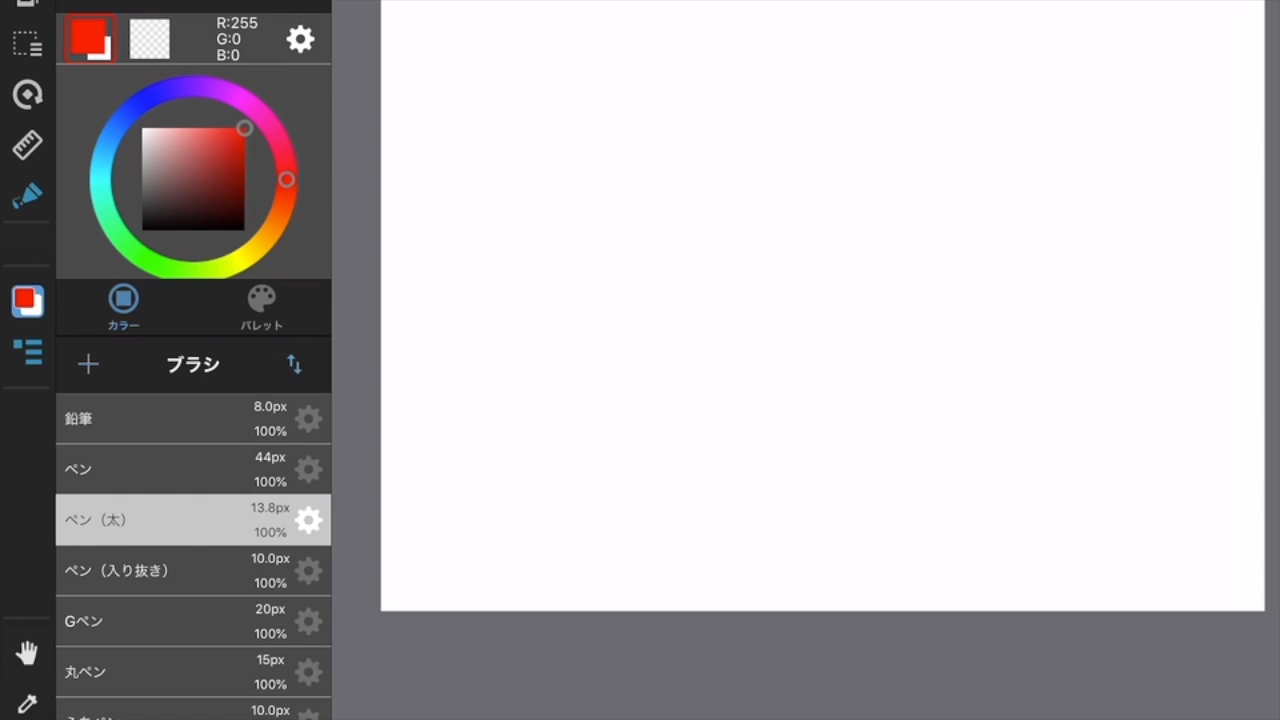 R:255
G:0
B:0
カラー
パレット
ブラシ
鉛筆
8.0px
100%
ペン
44px
100%
ペン（太）
13.8px
100%
ペン（入り抜き）
10.0px
100%
Gペン
20px
100%
丸ペン
15px
100%
10.0px